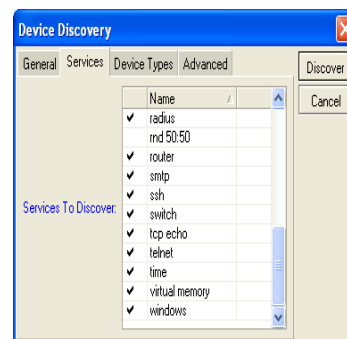 Device Discovery
General Services Device Types Advanced
Discover
Cancel
Name
radius
rnd 50:50
router
smtp
ssh
Services To Discover:
switch
tcp echo
telnet
time
virtual memory
windows